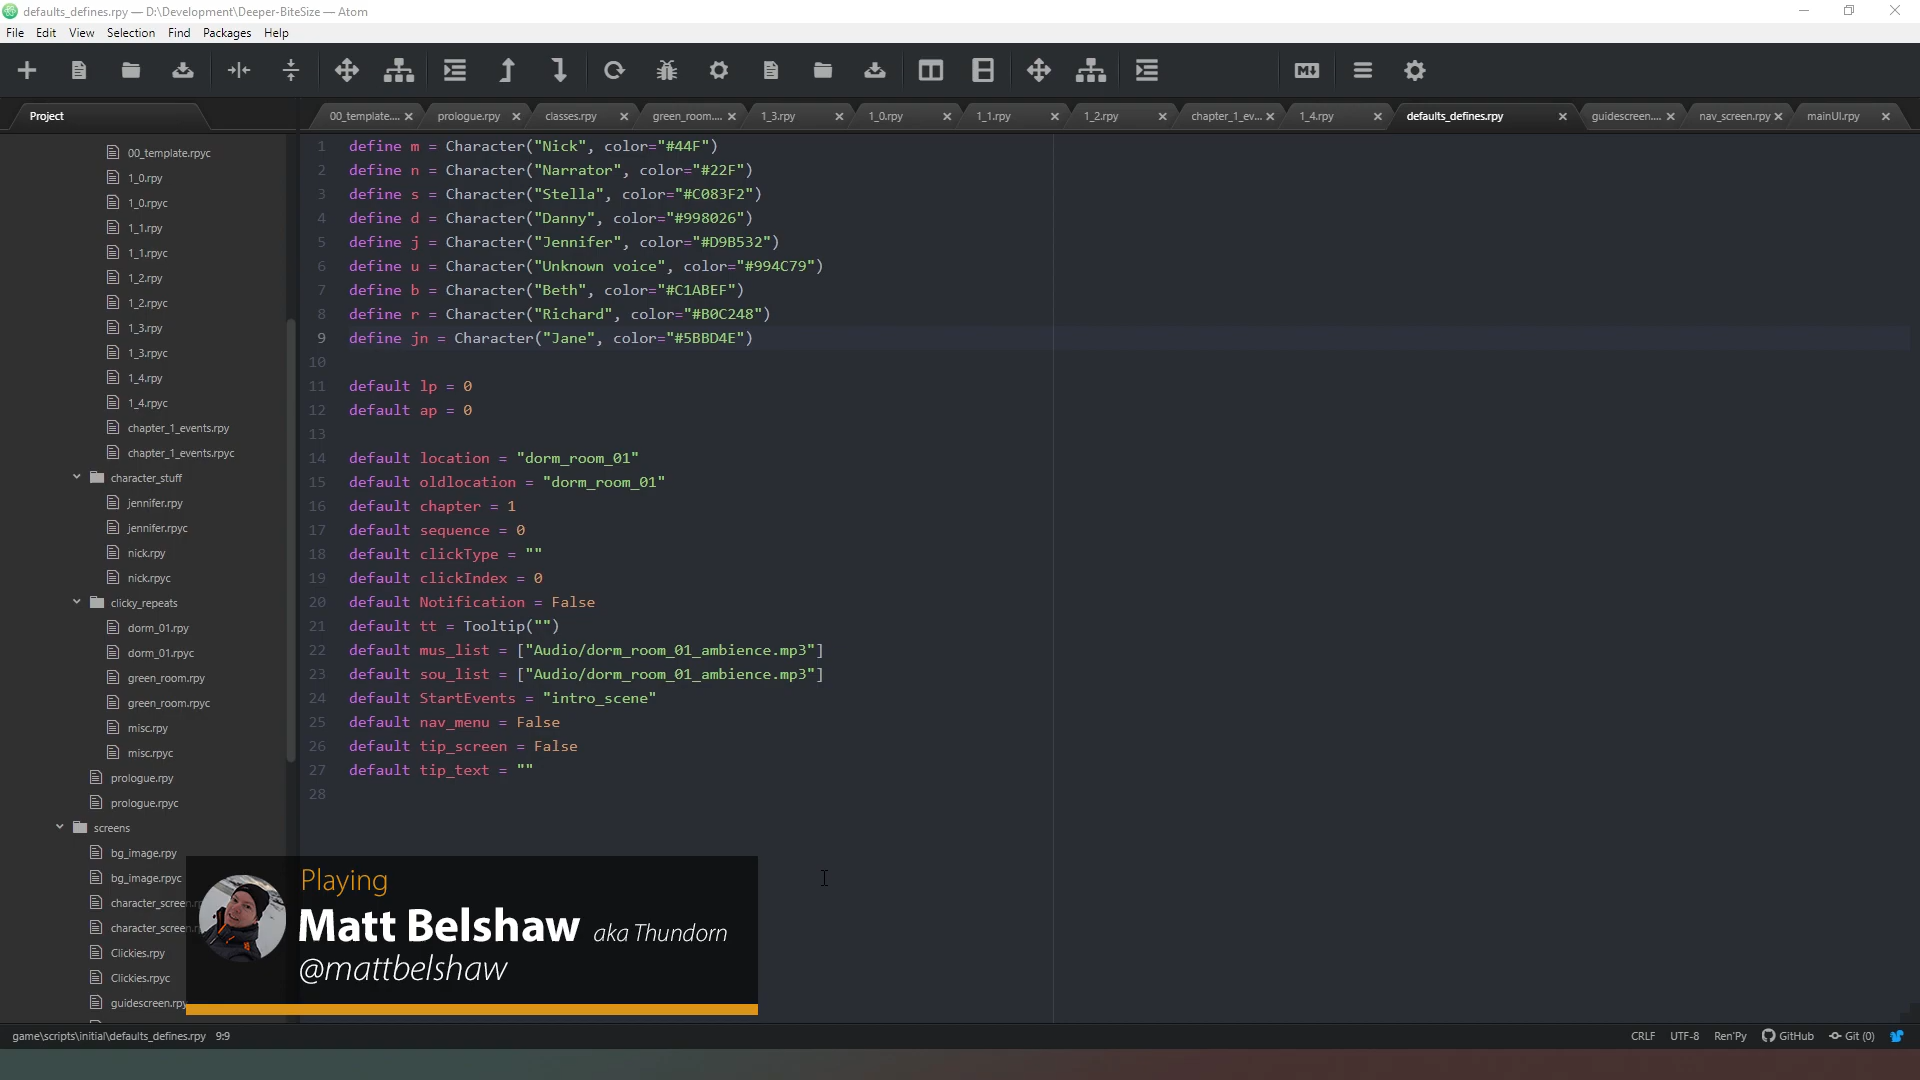 defaults_defines.rpy — D:\Development\Deeper-BiteSize — Atom
File Edit View Selection Find Packages Help
Project
00_template....
prologue.rpy
classes.rpy
green_room....
1_3.rpy
1_0.rpy
1_1.rpy
1_2.rpy
chapter_1_ev...
1_4.rpy
defaults_defines.rpy
guidescreen....
nav_screen.rpy
mainUI.rpy
00_template.rpyc
1_0.rpy
1_0.rpyc
1_1.rpy
1_1.rpyc
1_2.rpy
1_2.rpyc
1_3.rpy
1_3.rpyc
1_4.rpy
1_4.rpyc
chapter_1_events.rpy
chapter_1_events.rpyc
character_stuff
jennifer.rpy
jennifer.rpyc
nick.rpy
nick.rpyc
clicky_repeats
dorm_01.rpy
dorm_01.rpyc
green_room.rpy
green_room.rpyc
misc.rpy
misc.rpyc
prologue.rpy
prologue.rpyc
screens
bg_image.rpy
bg_image.rpyc
character_screen.r
character_screen.r
Clickies.rpy
Clickies.rpyc
guidescreen.rpy
1 define m = Character("Nick", color="#44F")
2 define n = Character("Narrator", color="#22F")
3 define s = Character("Stella", color="#C083F2")
4 define d = Character("Danny", color="#998026")
5 define j = Character("Jennifer", color="#D9B532")
6 define u = Character("Unknown voice", color="#994C79")
7 define b = Character("Beth", color="#C1ABEF")
8 define r = Character("Richard", color="#B0C248")
9 define jn = Character("Jane", color="#5BBD4E")
10
11 default lp = 0
12 default ap = 0
13
14 default location = "dorm_room_01"
15 default oldlocation = "dorm_room_01"
16 default chapter = 1
17 default sequence = 0
18 default clickType = ""
19 default clickIndex = 0
20 default Notification = False
21 default tt = Tooltip("")
22 default mus_list = ["Audio/dorm_room_01_ambience.mp3"]
23 default sou_list = ["Audio/dorm_room_01_ambience.mp3"]
24 default StartEvents = "intro_scene"
25 default nav_menu = False
26 default tip_screen = False
27 default tip_text = ""
28
Playing
Matt Belshaw aka Thundorn
@mattbelshaw
game\scripts\initial\defaults_defines.rpy 9:9
CRLF UTF-8 Ren'Py GitHub Git (0)